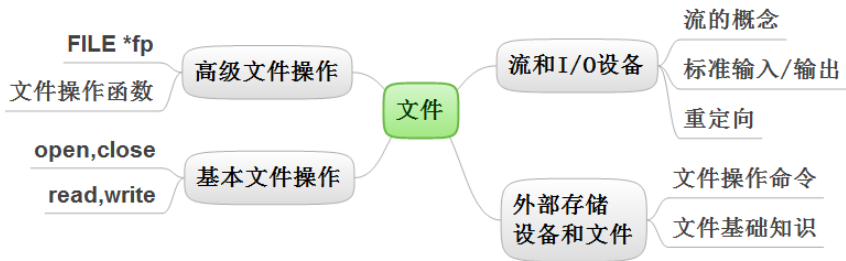 文件
高级文件操作
FILE *fp
文件操作函数
基本文件操作
open,close
read,write
流和I/O设备
流的概念
标准输入/输出
重定向
外部存储
设备和文件
文件操作命令
文件基础知识